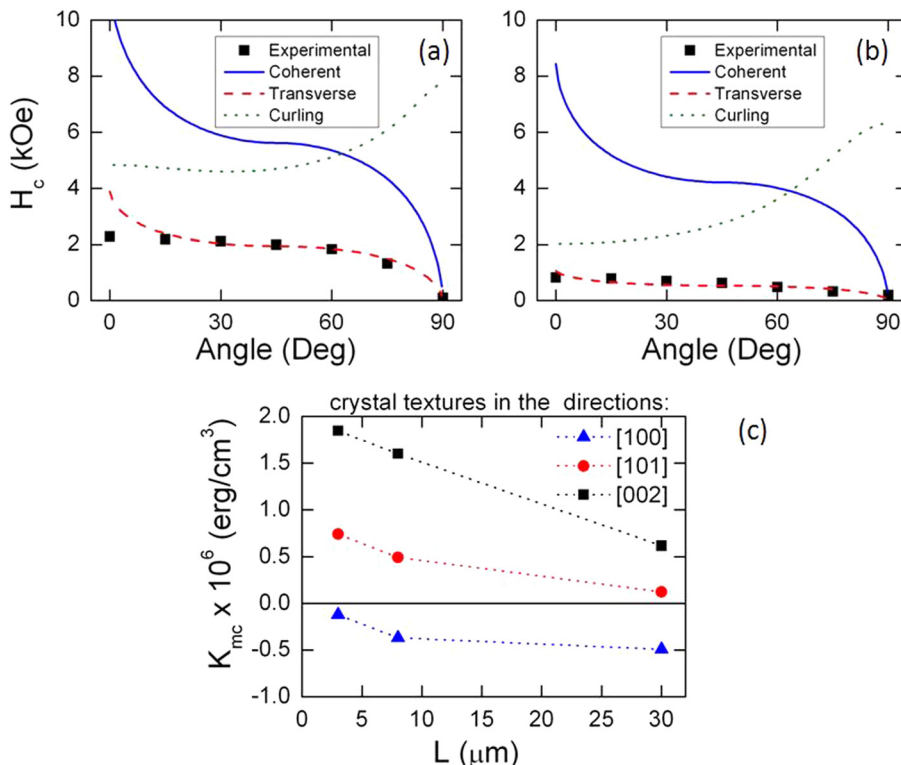 10
8
6
4
2
0
H_c (kOe)
Experimental
Coherent
Transverse
Curling
(a)
0 30 60 90
Angle (Deg)
10
8
6
4
2
0
Experimental
Coherent
Transverse
Curling
(b)
0 30 60 90
Angle (Deg)
crystal textures in the directions:
(c)
2.0
1.5
1.0
0.5
0.0
-0.5
-1.0
K_mc x 10^6 (erg/cm^3)
[100]
[101]
[002]
0 5 10 15 20 25 30
L (μm)